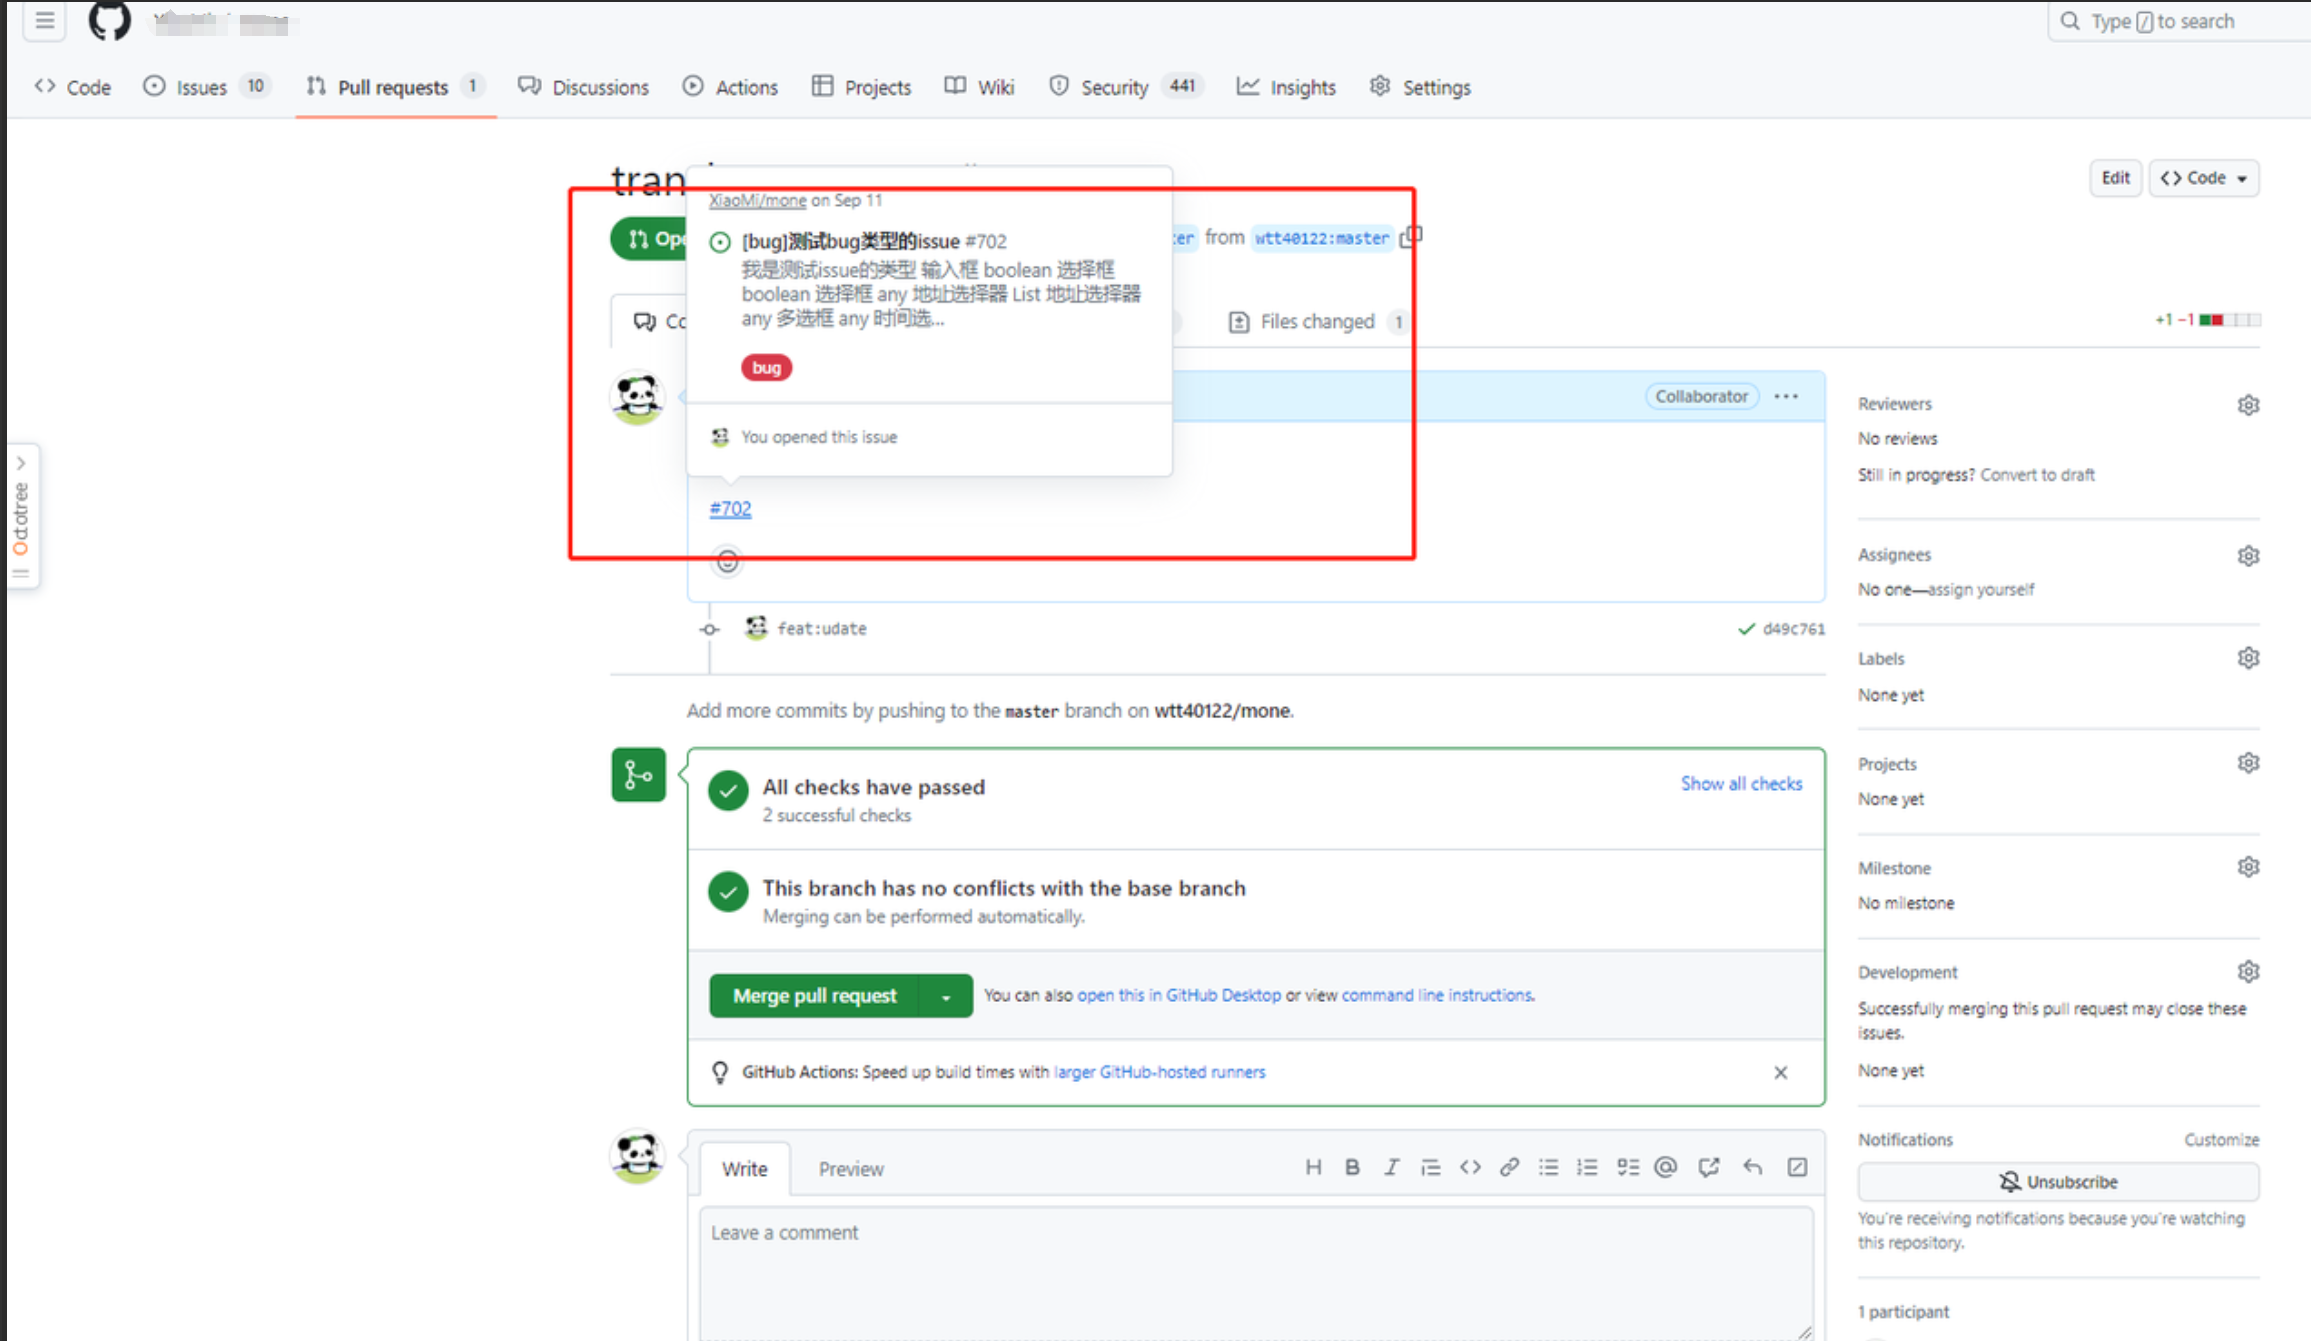 Type / to search
Code
Issues 10
Pull requests 1
Discussions
Actions
Projects
Wiki
Security 441
Insights
Settings
tran
Edit
Code
XiaoMi/mone on Sep 11
Ope
[bug]测试bug类型的issue #702
from wtt40122:master
我是测试issue的类型 输入框 boolean 选择框
boolean 选择框 any 地址选择器 List 地址选择器
any 多选框 any 时间选...
Files changed 1
+1 −1
bug
Collaborator
You opened this issue
#702
feat:udate
d49c761
Add more commits by pushing to the master branch on wtt40122/mone.
All checks have passed
Show all checks
2 successful checks
This branch has no conflicts with the base branch
Merging can be performed automatically.
Merge pull request
You can also open this in GitHub Desktop or view command line instructions.
GitHub Actions: Speed up build times with larger GitHub-hosted runners
Write
Preview
Leave a comment
Reviewers
No reviews
Still in progress? Convert to draft
Assignees
No one—assign yourself
Labels
None yet
Projects
None yet
Milestone
No milestone
Development
Successfully merging this pull request may close these
issues.
None yet
Notifications
Customize
Unsubscribe
You're receiving notifications because you're watching
this repository.
1 participant